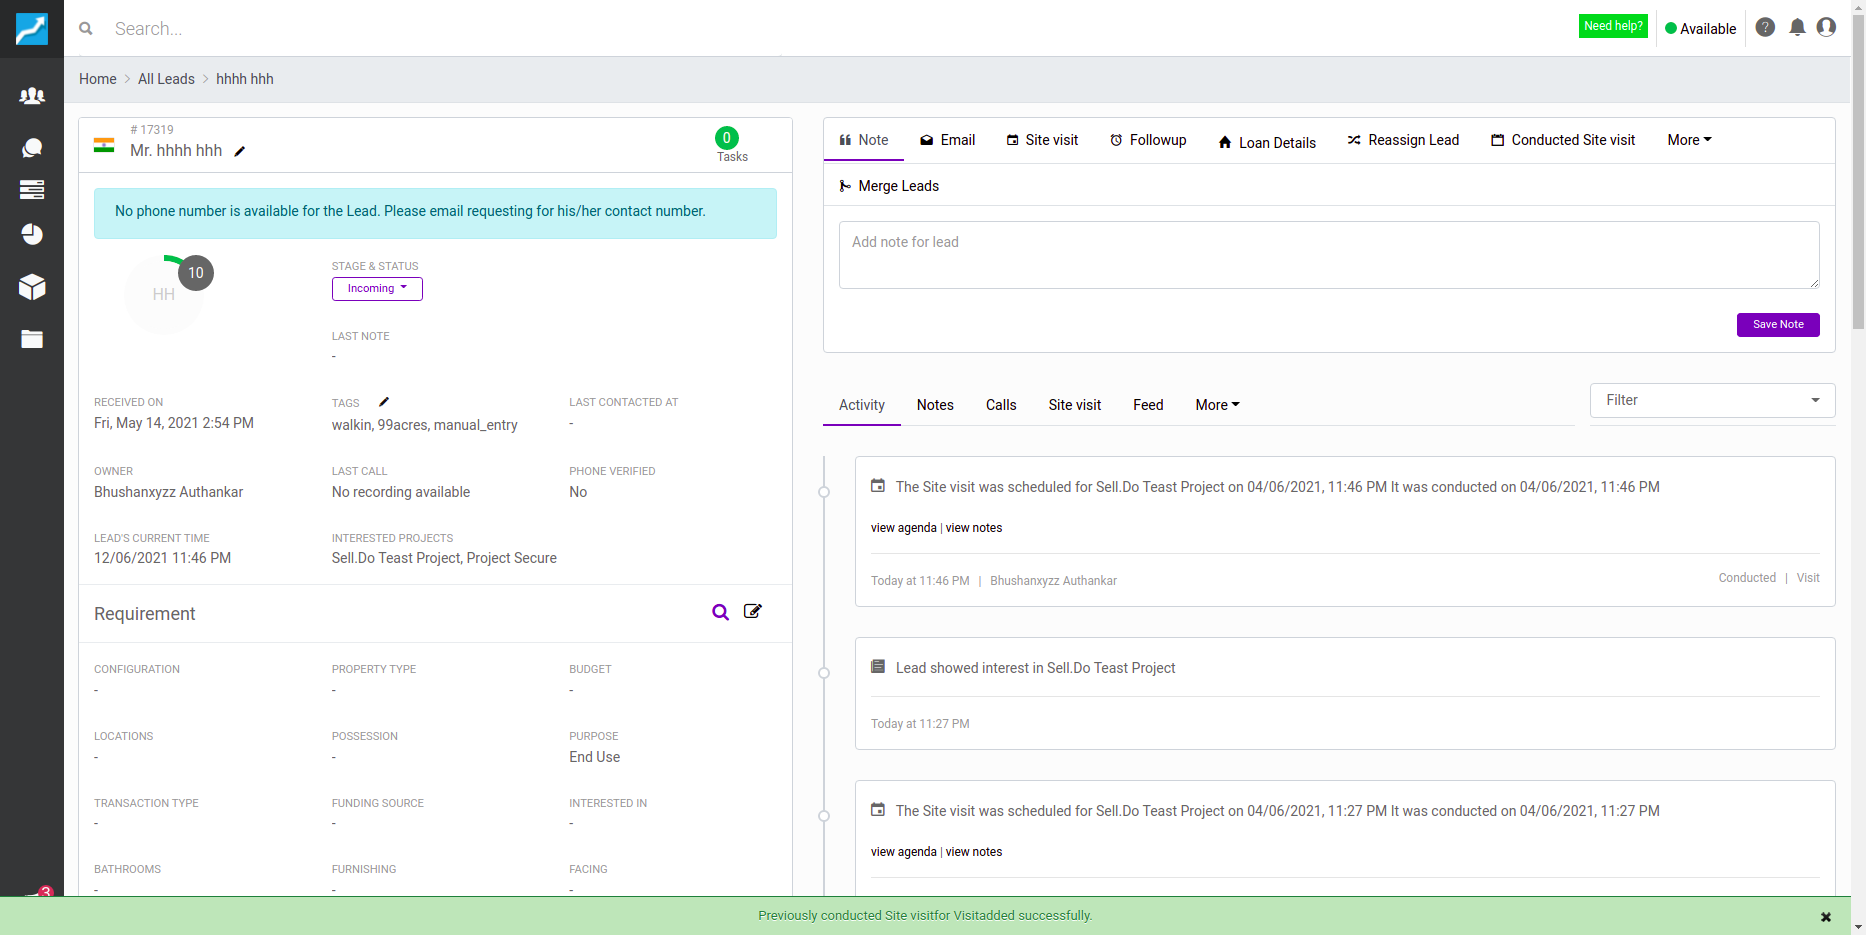 Search...
Need help?
Available
Home > All Leads > hhhh hhh
# 17319
Mr. hhhh hhh
0
Tasks
No phone number is available for the Lead. Please email requesting for his/her contact number.
HH
10
STAGE & STATUS
Incoming
LAST NOTE
-
RECEIVED ON
Fri, May 14, 2021 2:54 PM
TAGS
walkin, 99acres, manual_entry
LAST CONTACTED AT
-
OWNER
Bhushanxyzz Authankar
LAST CALL
No recording available
PHONE VERIFIED
No
LEAD'S CURRENT TIME
12/06/2021 11:46 PM
INTERESTED PROJECTS
Sell.Do Teast Project, Project Secure
Requirement
CONFIGURATION
-
PROPERTY TYPE
-
BUDGET
-
LOCATIONS
-
POSSESSION
-
PURPOSE
End Use
TRANSACTION TYPE
-
FUNDING SOURCE
-
INTERESTED IN
-
BATHROOMS
-
FURNISHING
-
FACING
-
Note
Email
Site visit
Followup
Loan Details
Reassign Lead
Conducted Site visit
More
Merge Leads
Add note for lead
Save Note
Activity
Notes
Calls
Site visit
Feed
More
Filter
The Site visit was scheduled for Sell.Do Teast Project on 04/06/2021, 11:46 PM It was conducted on 04/06/2021, 11:46 PM
view agenda | view notes
Today at 11:46 PM | Bhushanxyzz Authankar
Conducted | Visit
Lead showed interest in Sell.Do Teast Project
Today at 11:27 PM
The Site visit was scheduled for Sell.Do Teast Project on 04/06/2021, 11:27 PM It was conducted on 04/06/2021, 11:27 PM
view agenda | view notes
3
Previously conducted Site visitfor Visitadded successfully.